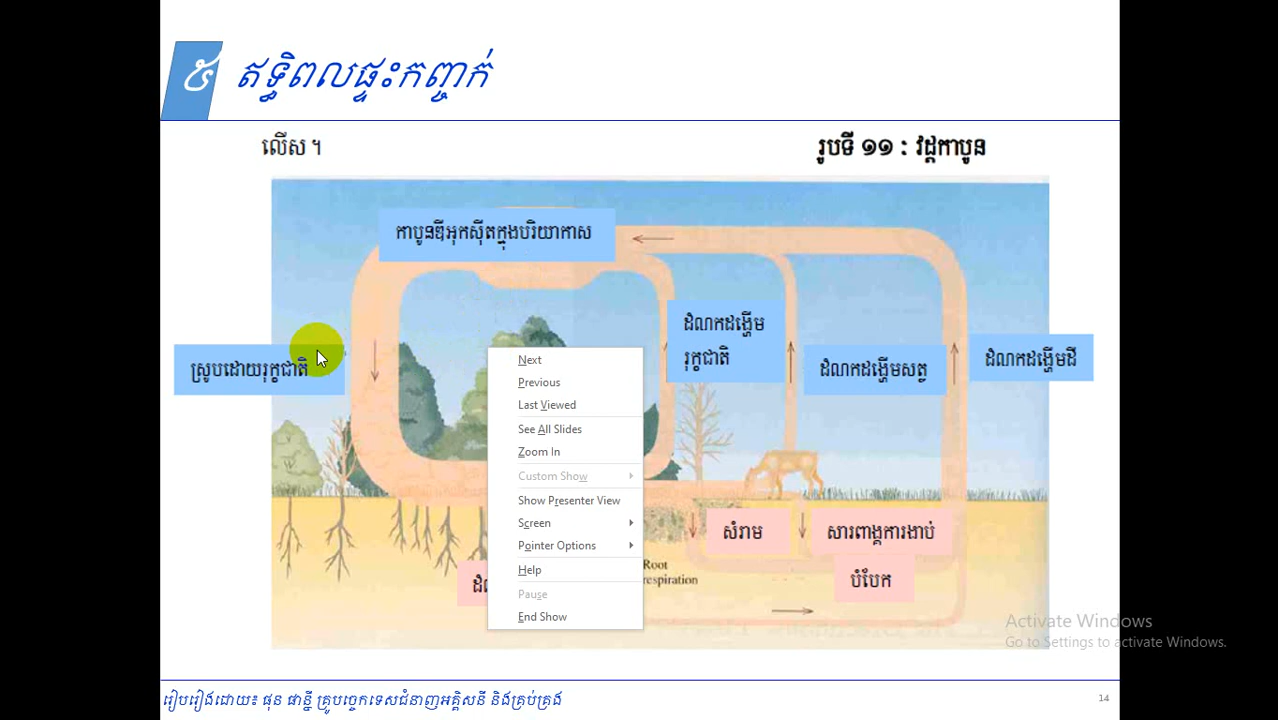 ៥ ឥទ្ធិពលផ្ទះកញ្ចក់
លើស។
រូបទី ១១ : វដ្តកាបូន
កាបូនឌីអុកស៊ីតក្នុងបរិយាកាស
ដំណកដង្ហើម
រុក្ខជាតិ
ស្រូបដោយរុក្ខជាតិ
ដំណកដង្ហើមសត្វ
ដំណកដង្ហើមដី
Next
Previous
Last Viewed
See All Slides
Zoom In
Custom Show
Show Presenter View
Screen
Pointer Options
Help
Pause
End Show
សំរាម
សារពាង្គការងាប់
បំបែក
Root
respiration
Activate Windows
Go to Settings to activate Windows.
រៀបរៀងដោយ៖ ផុន ផានី្ន គ្រូបច្ចេកទេសជំនាញអគ្គិសនី និងគ្រប់គ្រង
14